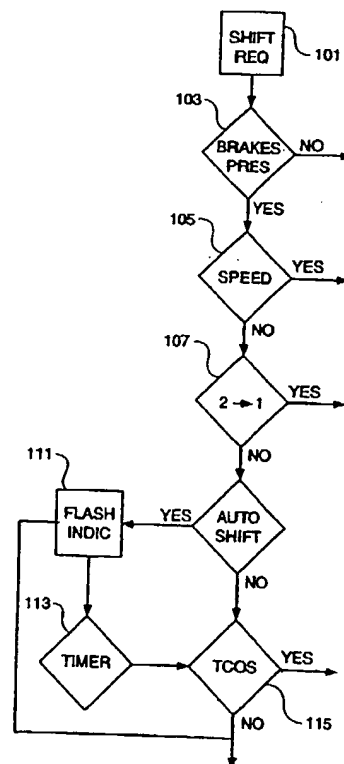 SHIFT
REQ
101
103
BRAKES
PRES
NO
YES
105
SPEED
YES
NO
107
2 → 1
YES
NO
111
FLASH
INDIC
YES
AUTO
SHIFT
NO
113
TIMER
TCOS
YES
NO
115